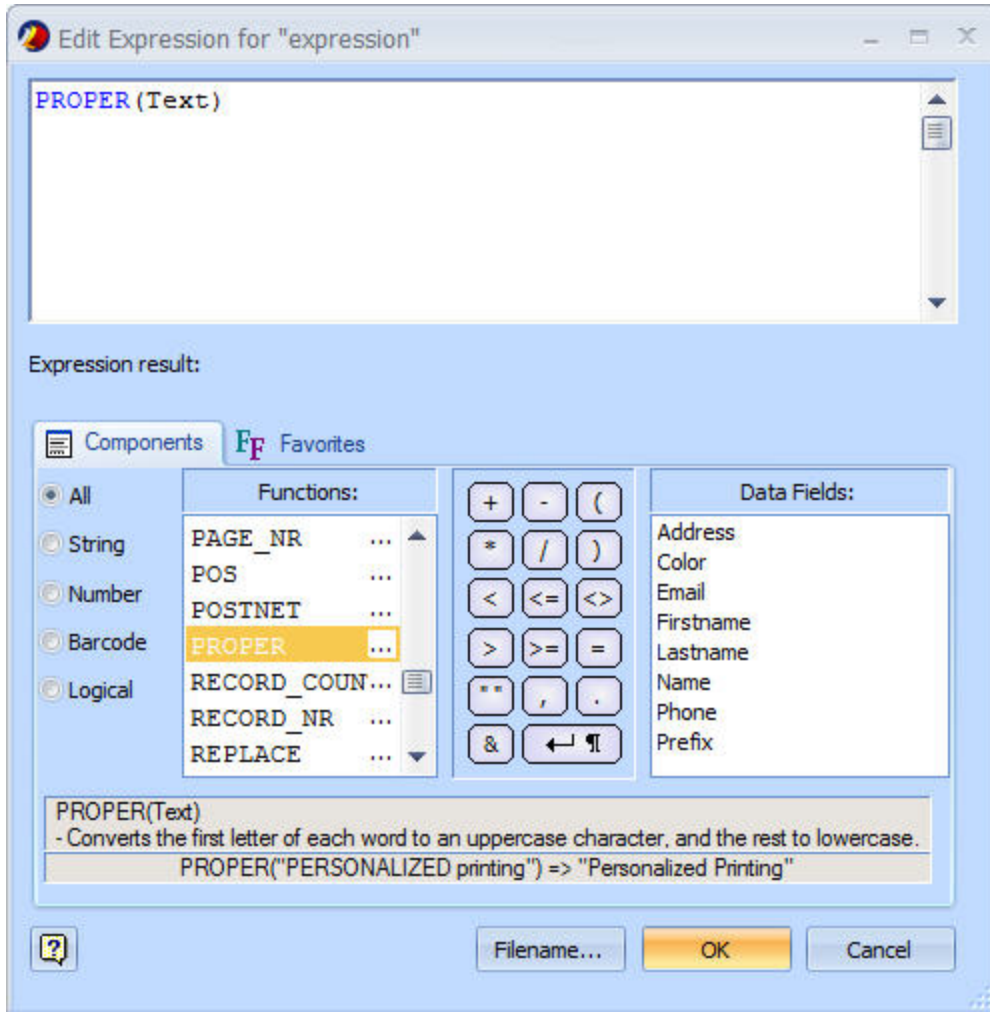 Edit Expression for "expression"
PROPER(Text)
Expression result:
Components
FF Favorites
All
String
Number
Barcode
Logical
Functions:
PAGE_NR ...
POS ...
POSTNET ...
PROPER ...
RECORD_COUN...
RECORD_NR ...
REPLACE ...
+ - (
* / )
< <= <>
> >= =
"" , .
& ↵ ¶
Data Fields:
Address
Color
Email
Firstname
Lastname
Name
Phone
Prefix
PROPER(Text)
- Converts the first letter of each word to an uppercase character, and the rest to lowercase.
PROPER("PERSONALIZED printing") => "Personalized Printing"
?
Filename... OK Cancel